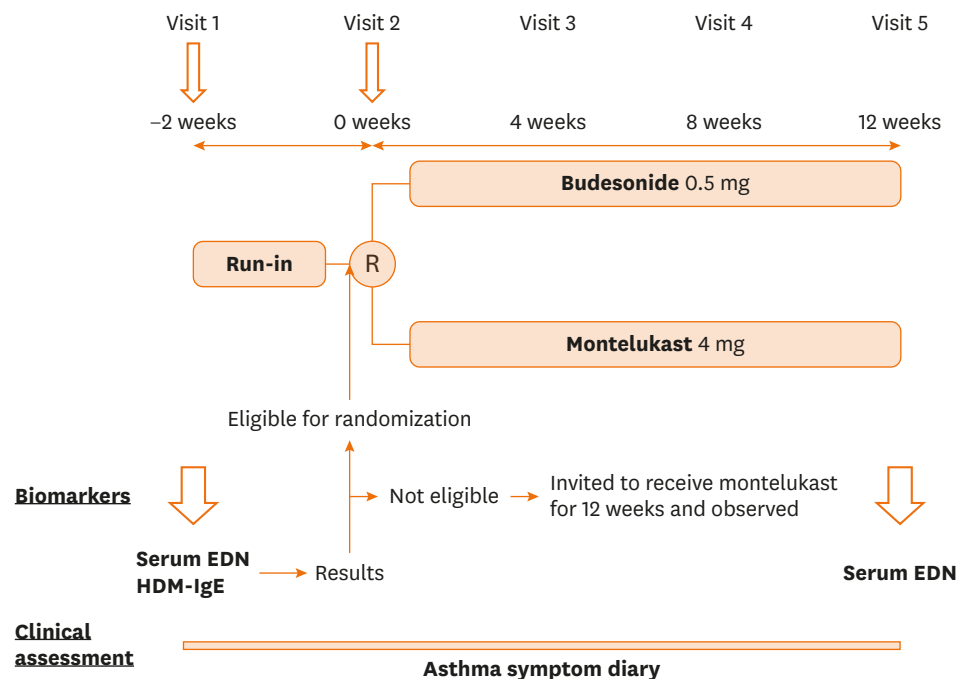 Visit 1 Visit 2 Visit 3 Visit 4 Visit 5
–2 weeks 0 weeks 4 weeks 8 weeks 12 weeks
Budesonide 0.5 mg
Run-in
R
Montelukast 4 mg
Eligible for randomization
Biomarkers
Not eligible
Invited to receive montelukast
for 12 weeks and observed
Serum EDN
HDM-IgE
Results
Serum EDN
Clinical
assessment
Asthma symptom diary